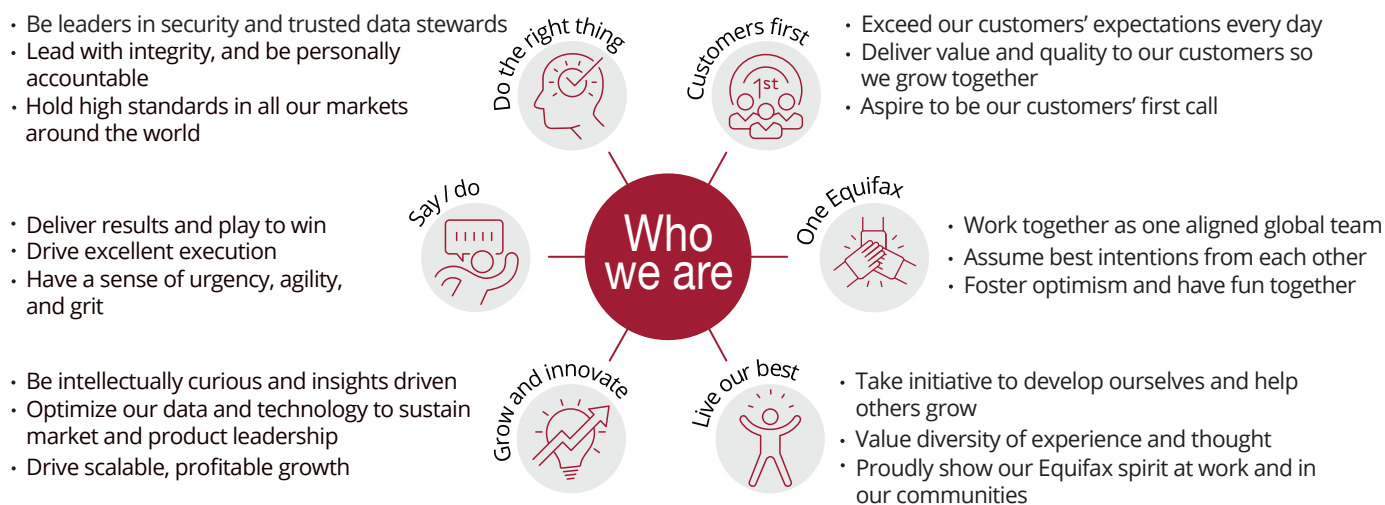 Do the right thing
• Be leaders in security and trusted data stewards
• Lead with integrity, and be personally
accountable
• Hold high standards in all our markets
around the world
Customers first
1st
• Exceed our customers’ expectations every day
• Deliver value and quality to our customers so
we grow together
• Aspire to be our customers’ first call
Say / do
• Deliver results and play to win
• Drive excellent execution
• Have a sense of urgency, agility,
and grit
Who
we are
One Equifax
• Work together as one aligned global team
• Assume best intentions from each other
• Foster optimism and have fun together
Grow and innovate
• Be intellectually curious and insights driven
• Optimize our data and technology to sustain
market and product leadership
• Drive scalable, profitable growth
Live our best
• Take initiative to develop ourselves and help
others grow
• Value diversity of experience and thought
• Proudly show our Equifax spirit at work and in
our communities